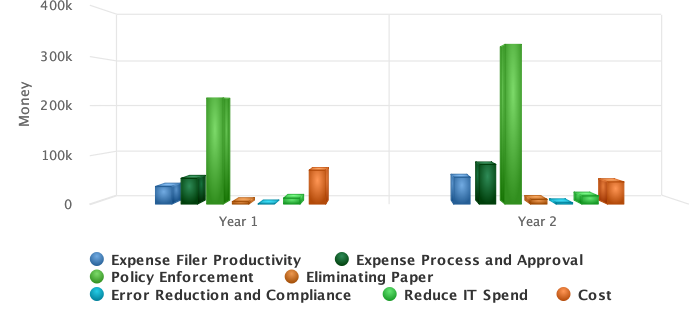 400k
300k
200k
100k
0
Money
Year 1
Year 2
Expense Filer Productivity
Expense Process and Approval
Policy Enforcement
Eliminating Paper
Error Reduction and Compliance
Reduce IT Spend
Cost